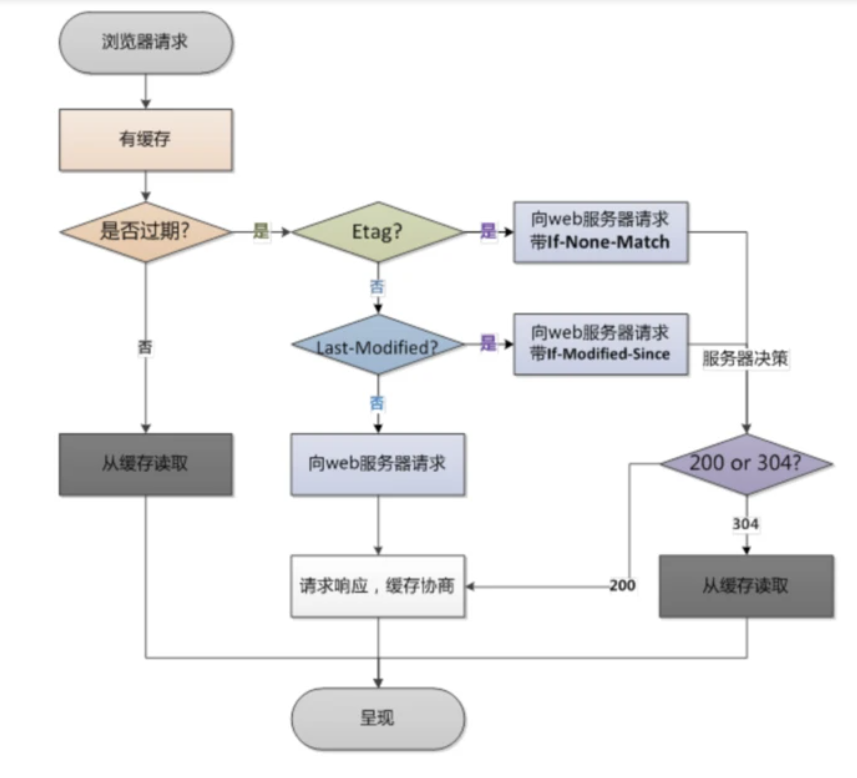 浏览器请求
有缓存
是否过期?
是
Etag?
是
向web服务器请求
带If-None-Match
否
否
Last-Modified?
是
向web服务器请求
带If-Modified-Since
服务器决策
否
从缓存读取
向web服务器请求
200 or 304?
304
请求响应，缓存协商
200
从缓存读取
呈现